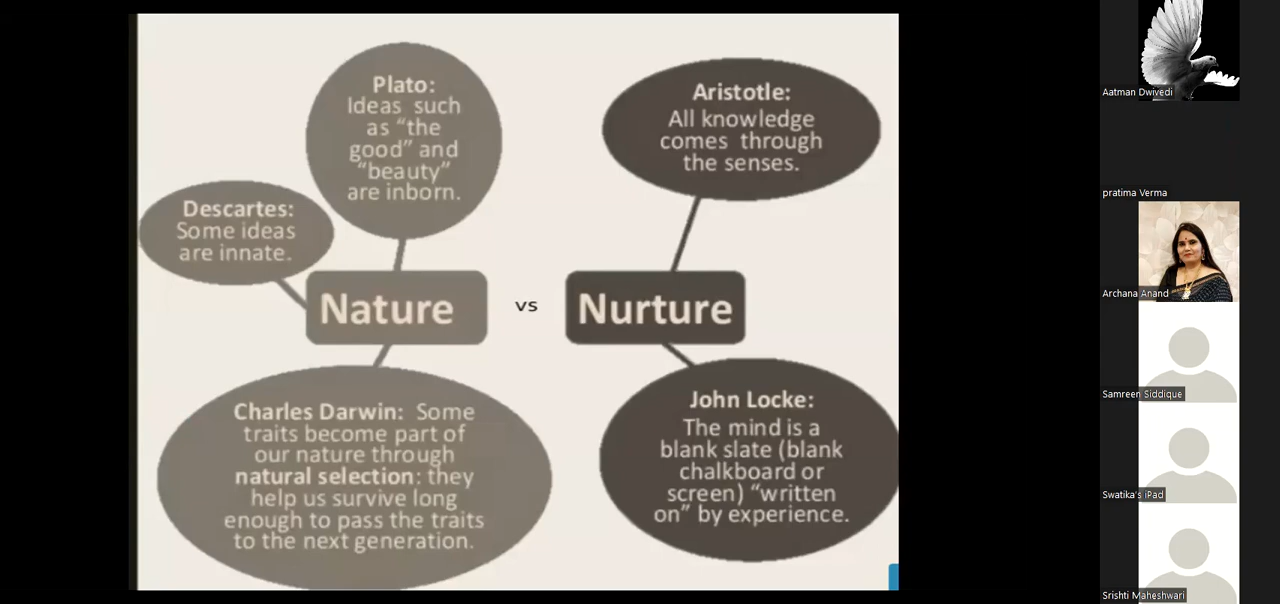 Plato:
Ideas such
as “the
good” and
“beauty”
are inborn.
Descartes:
Some ideas
are innate.
Nature
Charles Darwin: Some
traits become part of
our nature through
natural selection: they
help us survive long
enough to pass the traits
to the next generation.
vs
Aristotle:
All knowledge
comes through
the senses.
Nurture
John Locke:
The mind is a
blank slate (blank
chalkboard or
screen) “written
on” by experience.
Aatman Dwivedi
pratima Verma
Archana Anand
Samreen Siddique
Swatika's iPad
Srishti Maheshwari